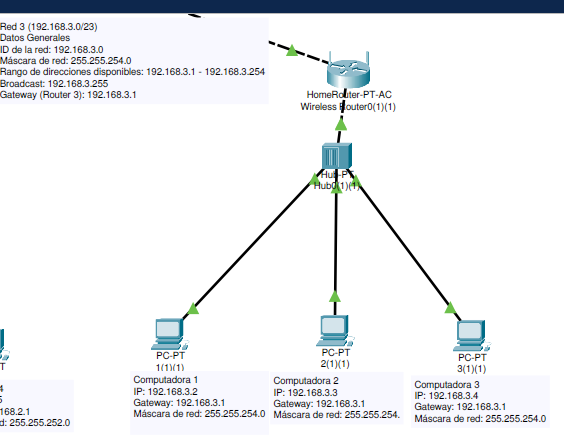 Red 3 (192.168.3.0/23)
Datos Generales
ID de la red: 192.168.3.0
Máscara de red: 255.255.254.0
Rango de direcciones disponibles: 192.168.3.1 - 192.168.3.254
Broadcast: 192.168.3.255
Gateway (Router 3): 192.168.3.1
HomeRouter-PT-AC
Wireless Router0(1)(1)
Hub-PT
Hub0(1)(1)
PC-PT
1(1)(1)
PC-PT
2(1)(1)
PC-PT
3(1)(1)
T
4
5
168.2.1
d: 255.255.252.0
Computadora 1
IP: 192.168.3.2
Gateway: 192.168.3.1
Máscara de red: 255.255.254.0
Computadora 2
IP: 192.168.3.3
Gateway: 192.168.3.1
Máscara de red: 255.255.254.
Computadora 3
IP: 192.168.3.4
Gateway: 192.168.3.1
Máscara de red: 255.255.254.0